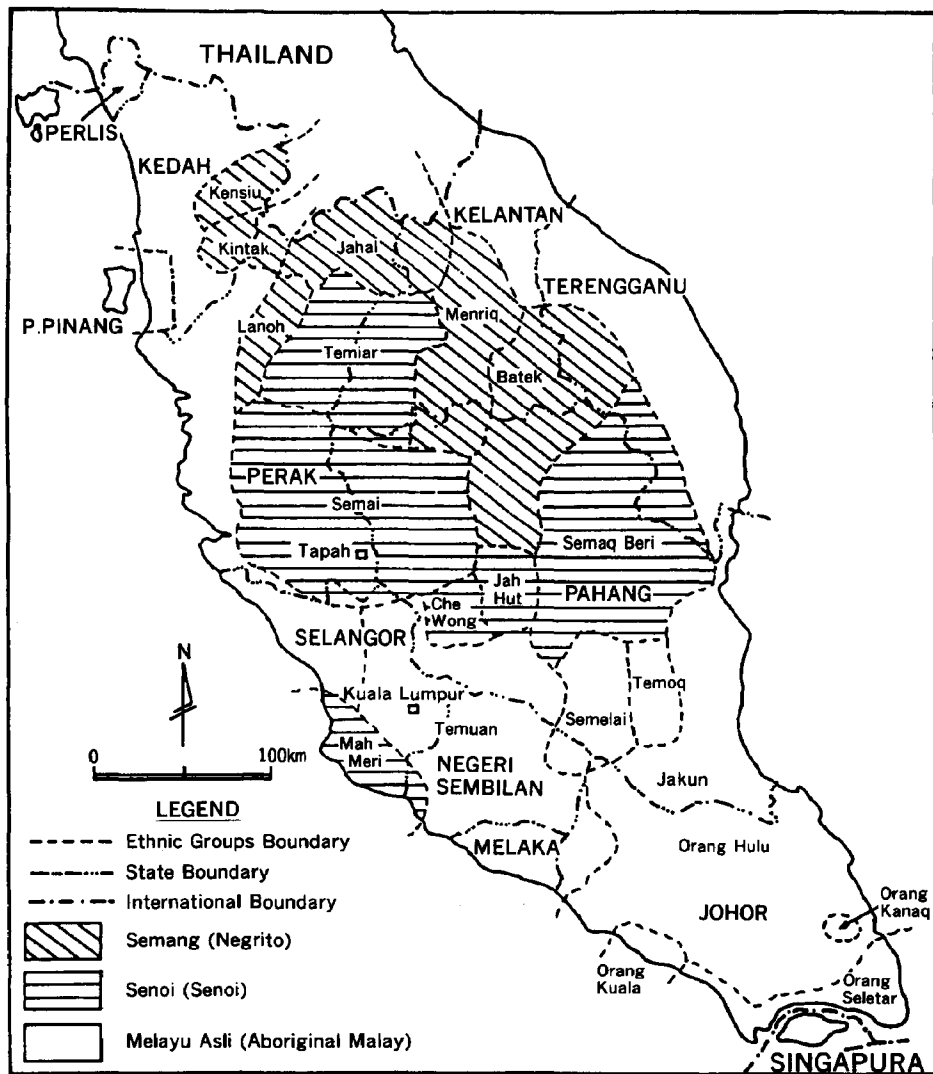 THAILAND
PERLIS
KEDAH
Kensiu
KELANTAN
Kintak
Jahai
TERENGGANU
P.PINANG
Lanoh
Menriq
Temiar
Batek
PERAK
Semai
Tapah
Semaq Beri
Jah
Hut
PAHANG
Che
Wong
SELANGOR
N
Temoq
Kuala Lumpur
Semelai
Temuan
0 100km
Mah
Meri
NEGERI
SEMBILAN
Jakun
LEGEND
Ethnic Groups Boundary
State Boundary
International Boundary
Semang (Negrito)
Senoi (Senoi)
Melayu Asli (Aboriginal Malay)
MELAKA
Orang Hulu
Orang
Kanaq
JOHOR
Orang
Kuala
Orang
Seletar
SINGAPURA